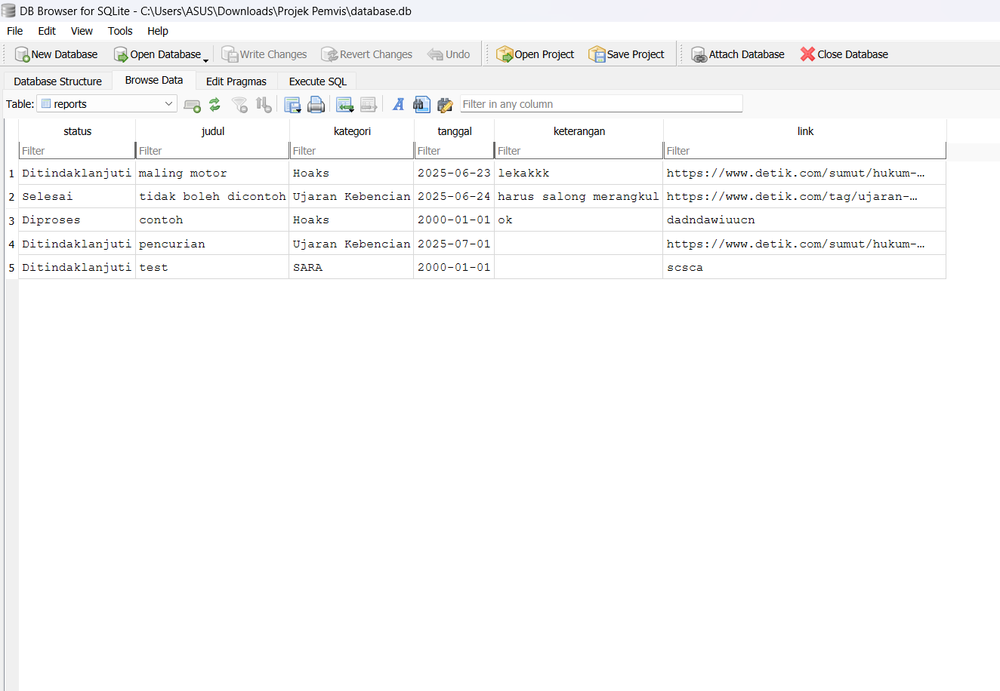 DB Browser for SQLite - C:\Users\ASUS\Downloads\Projek Pemvis\database.db
File Edit View Tools Help
New Database Open Database Write Changes Revert Changes Undo Open Project Save Project Attach Database Close Database
Database Structure Browse Data Edit Pragmas Execute SQL
Table: reports A Filter in any column
status judul kategori tanggal keterangan link
Filter Filter Filter Filter Filter Filter
1 Ditindaklanjuti maling motor Hoaks 2025-06-23 lekakkk https://www.detik.com/sumut/hukum-…
2 Selesai tidak boleh dicontoh Ujaran Kebencian 2025-06-24 harus salong merangkul https://www.detik.com/tag/ujaran-…
3 Diproses contoh Hoaks 2000-01-01 ok dadndawiuucn
4 Ditindaklanjuti pencurian Ujaran Kebencian 2025-07-01 https://www.detik.com/sumut/hukum-…
5 Ditindaklanjuti test SARA 2000-01-01 scsca